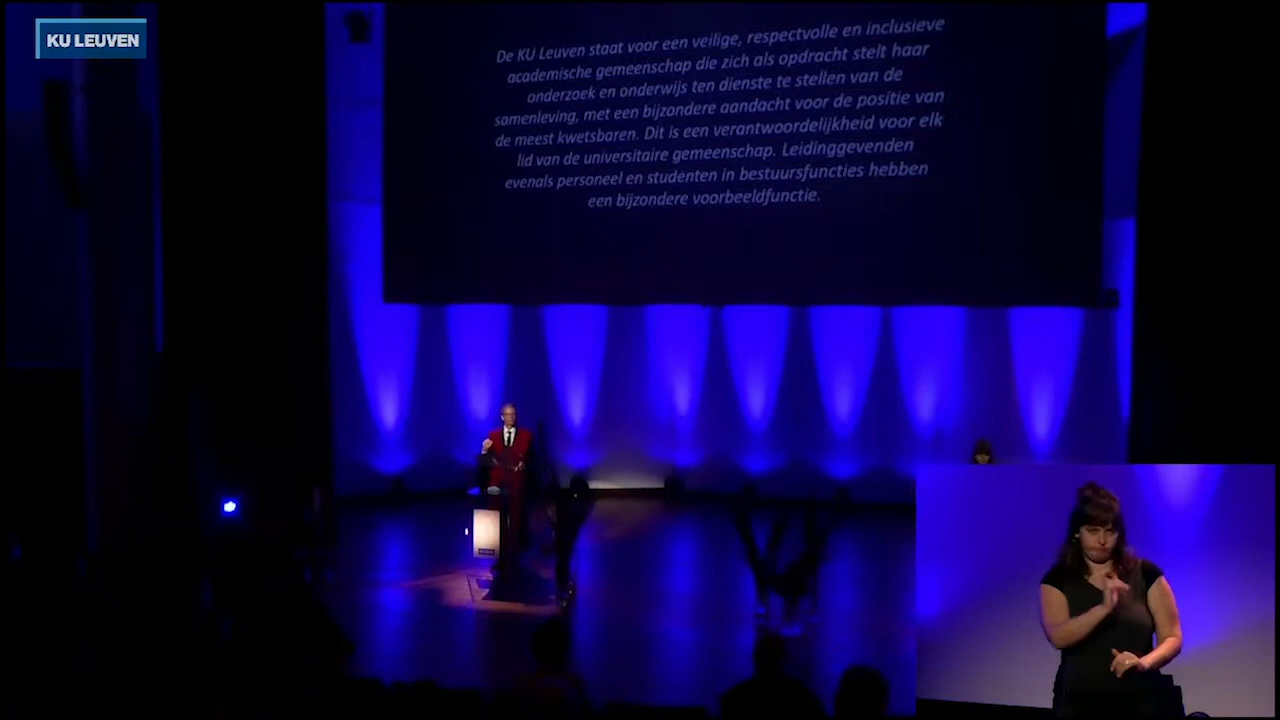 KU LEUVEN
De KU Leuven staat voor een veilige, respectvolle en inclusieve
academische gemeenschap die zich als opdracht stelt haar
onderzoek en onderwijs ten dienste te stellen van de
samenleving, met een bijzondere aandacht voor de positie van
de meest kwetsbaren. Dit is een verantwoordelijkheid voor elk
lid van de universitaire gemeenschap. Leidinggevenden
evenals personeel en studenten in bestuursfuncties hebben
een bijzondere voorbeeldfunctie.